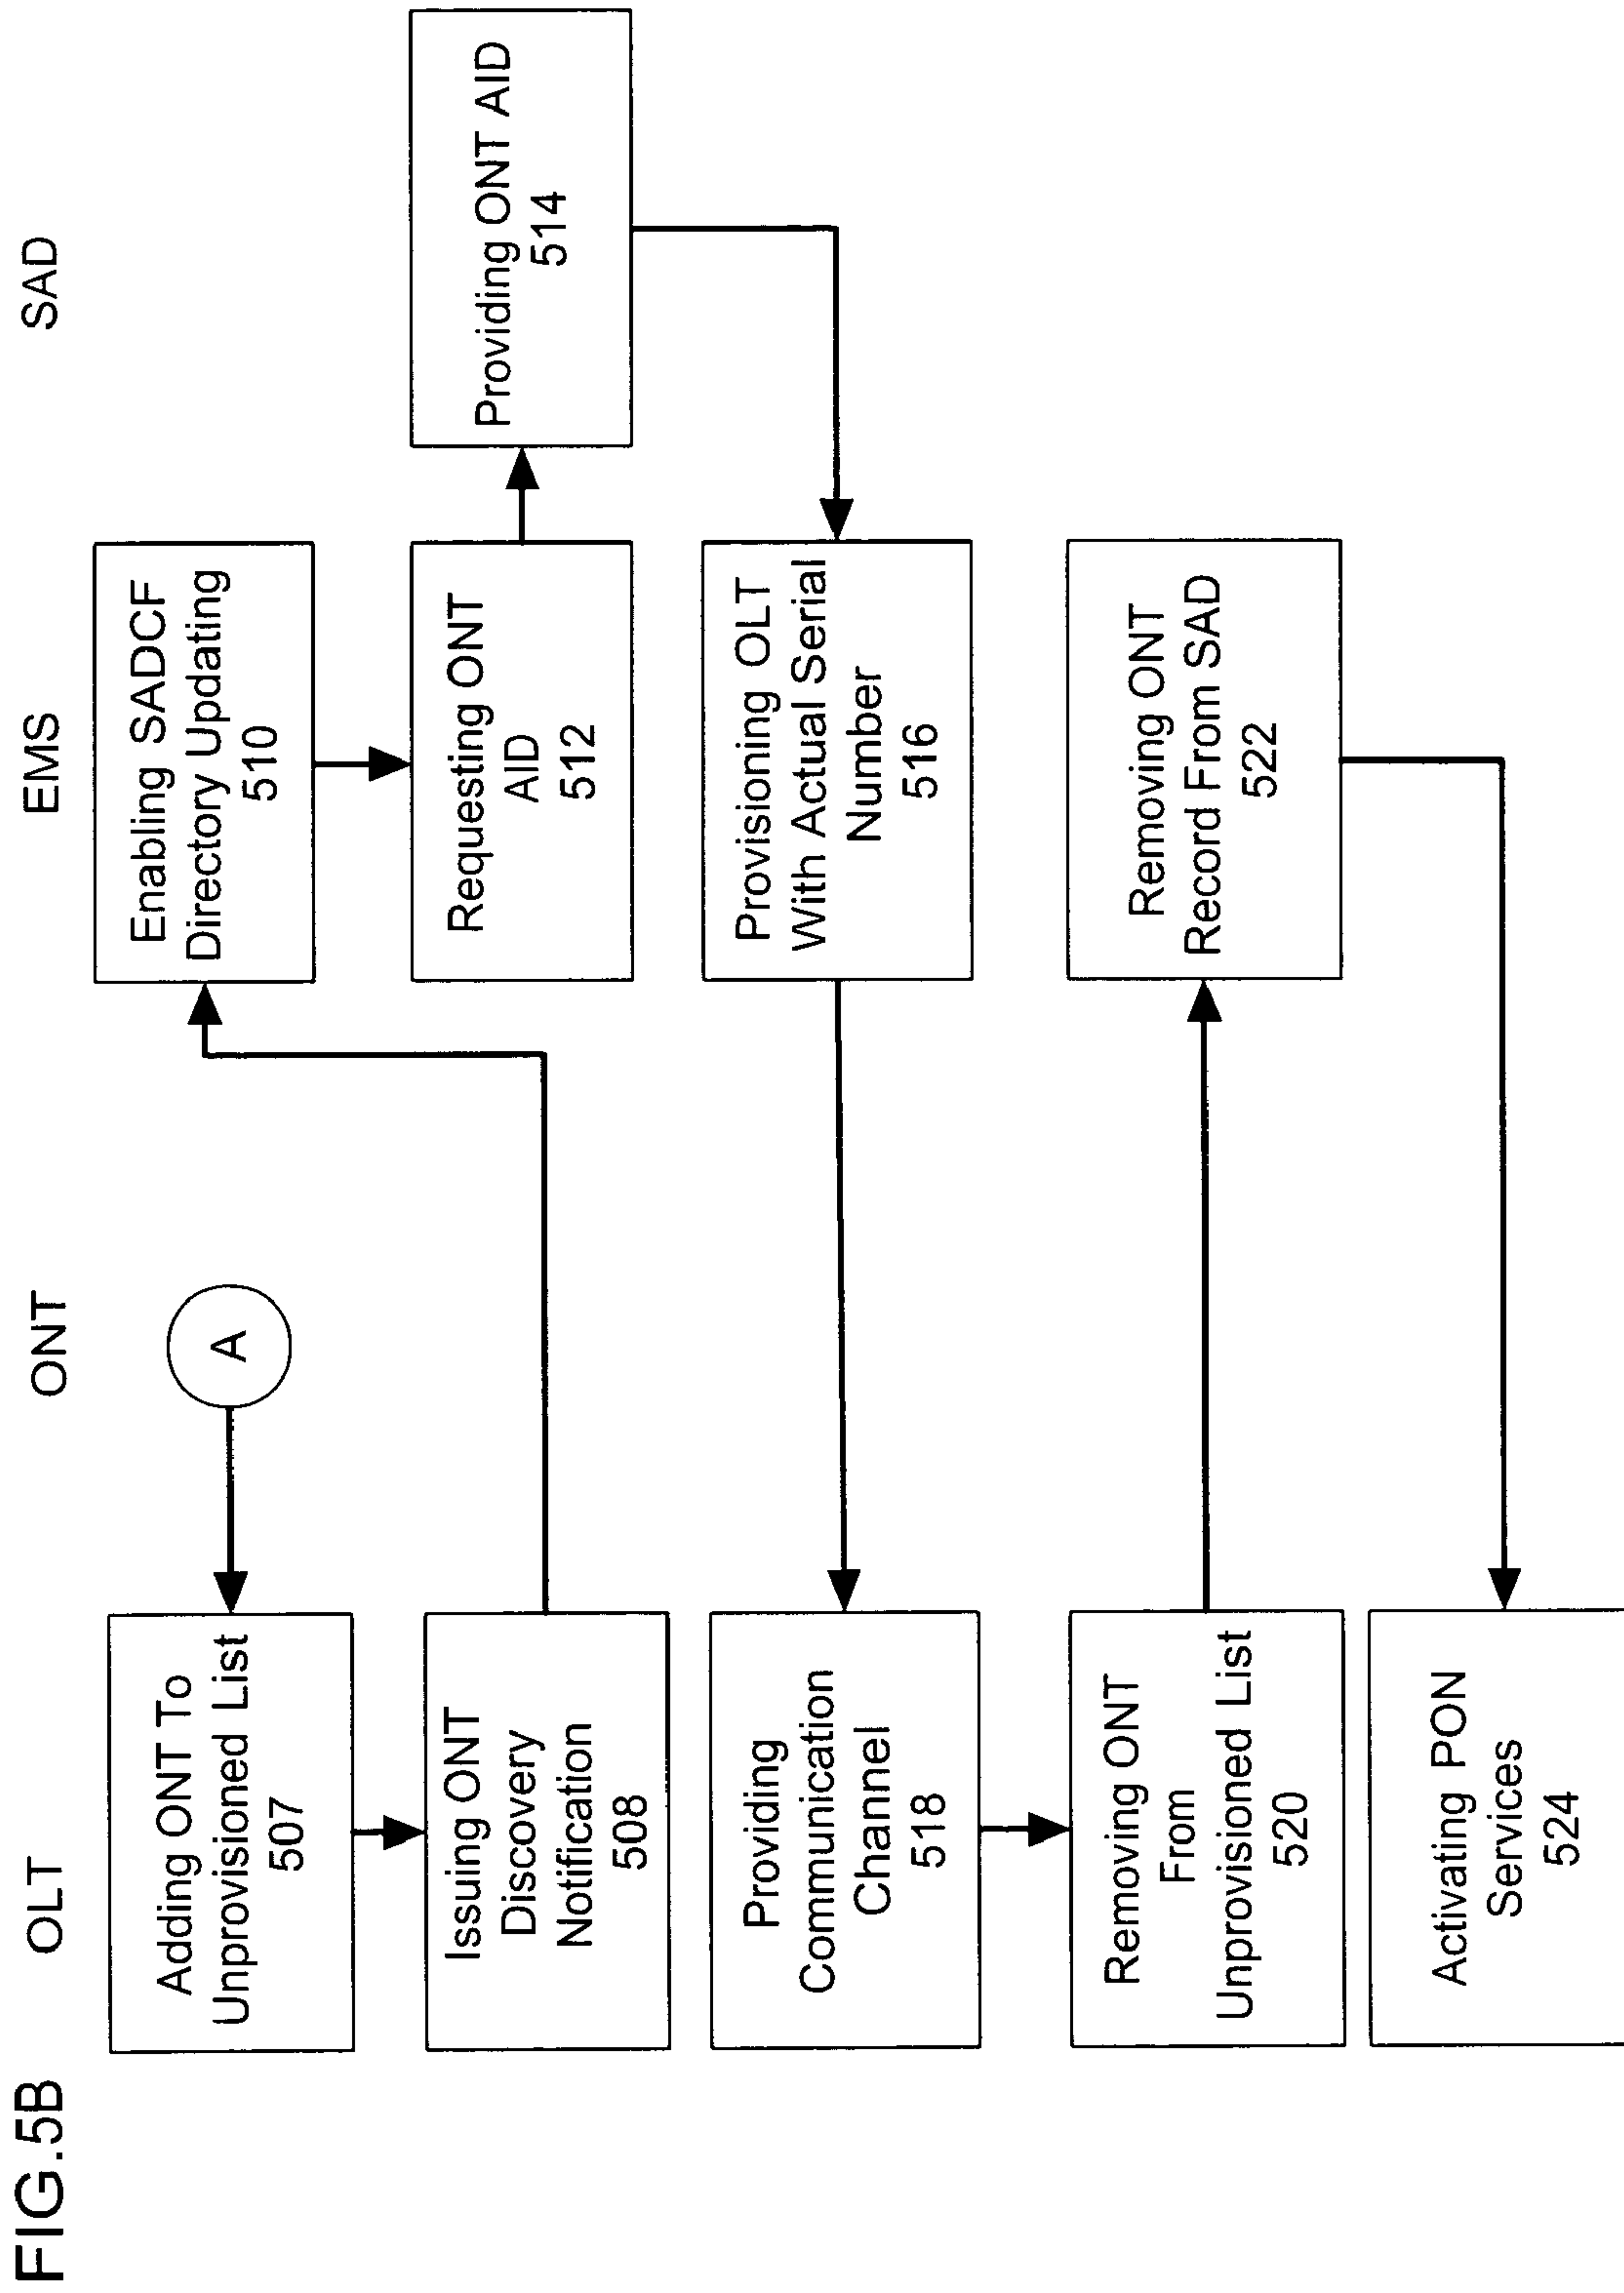 FIG.5B
OLT
ONT
EMS
SAD
A
Adding ONT To
Unprovisioned List
507
Issuing ONT
Discovery
Notification
508
Enabling SADCF
Directory Updating
510
Requesting ONT
AID
512
Providing ONT AID
514
Provisioning OLT
With Actual Serial
Number
516
Providing
Communication
Channel
518
Removing ONT
From
Unprovisioned List
520
Removing ONT
Record From SAD
522
Activating PON
Services
524